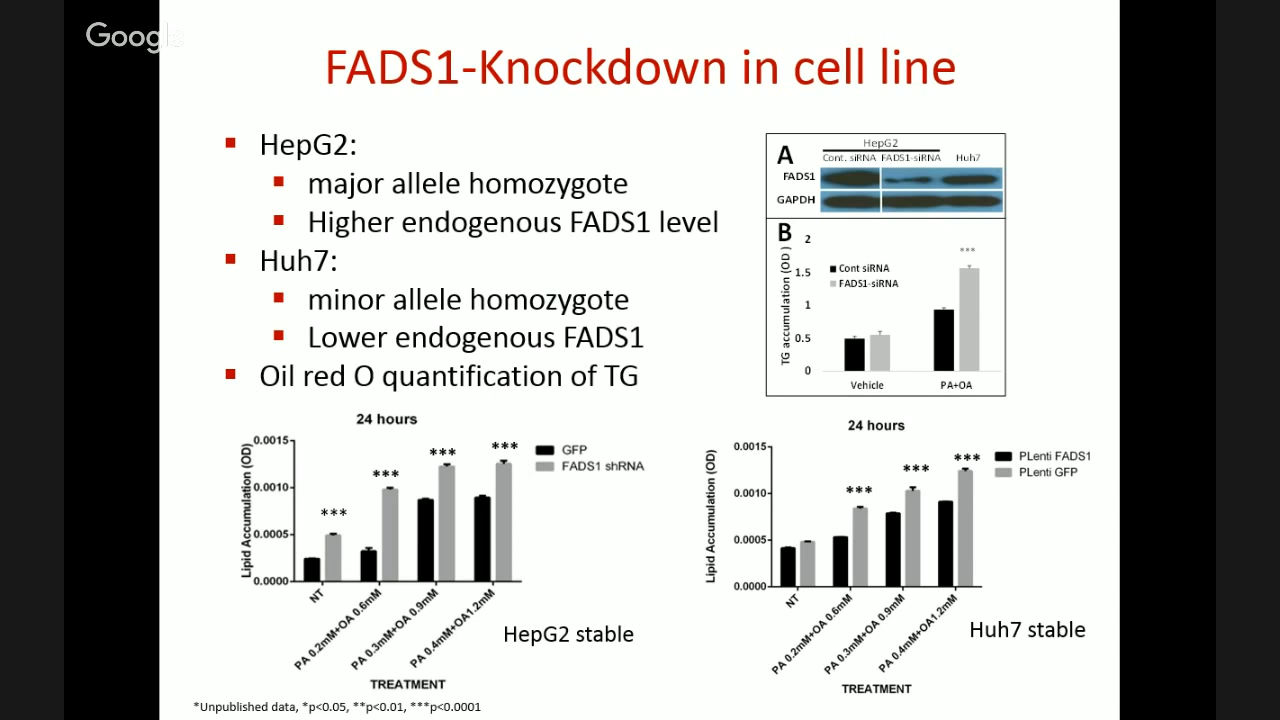 Google
FADS1-Knockdown in cell line
HepG2:
major allele homozygote
Higher endogenous FADS1 level
Huh7:
minor allele homozygote
Lower endogenous FADS1
Oil red O quantification of TG
A
HepG2
Cont. siRNA FADS1-siRNA Huh7
FADS1
GAPDH
B
TG accumulation (OD )
2
1.5
1
0.5
0
***
Cont siRNA
FADS1-siRNA
Vehicle PA+OA
24 hours
Lipid Accumulation (OD)
0.0015
0.0010
0.0005
0.0000
*** *** *** ***
GFP
FADS1 shRNA
NT
PA 0.2mM+OA 0.6mM
PA 0.3mM+OA 0.9mM
PA 0.4mM+OA1.2mM
TREATMENT
HepG2 stable
24 hours
Lipid Accumulation (OD)
0.0015
0.0010
0.0005
0.0000
*** *** ***
PLenti FADS1
PLenti GFP
NT
PA 0.2mM+OA 0.6mM
PA 0.3mM+OA 0.9mM
PA 0.4mM+OA1.2mM
TREATMENT
Huh7 stable
*Unpublished data, *p<0.05, **p<0.01, ***p<0.0001